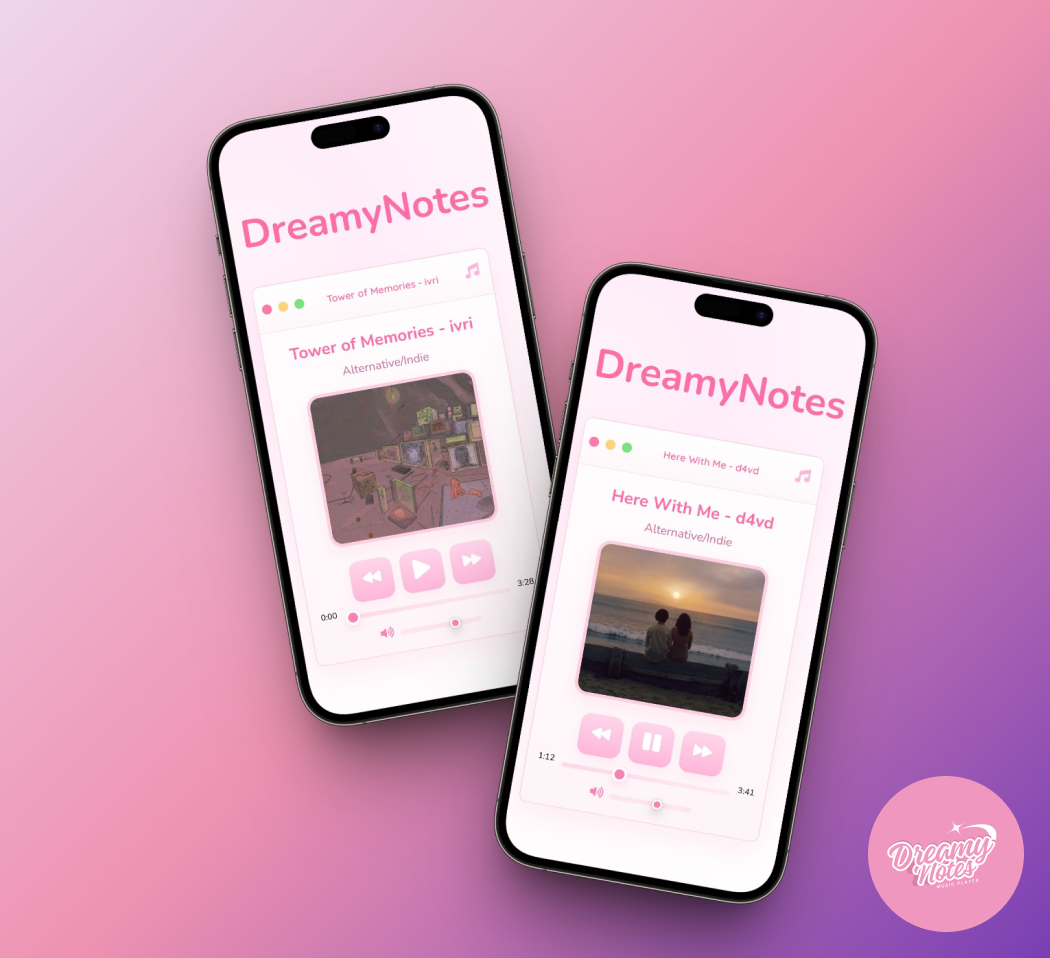 DreamyNotes
Tower of Memories - ivri
Tower of Memories - ivri
Alternative/Indie
0:00
3:28
DreamyNotes
Here With Me - d4vd
Here With Me - d4vd
Alternative/Indie
1:12
3:41
Dreamy
Notes
MUSIC PLAYER